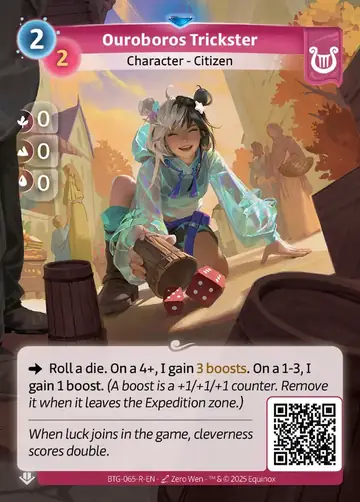 2
Ouroboros Trickster
2
Character - Citizen
0
0
0
Roll a die. On a 4+, I gain 3 boosts. On a 1-3, I
gain 1 boost. (A boost is a +1/+1/+1 counter. Remove
it when it leaves the Expedition zone.)
When luck joins in the game, cleverness
scores double.
BTG-065-R-EN - Zero Wen - ™ & © 2025 Equinox